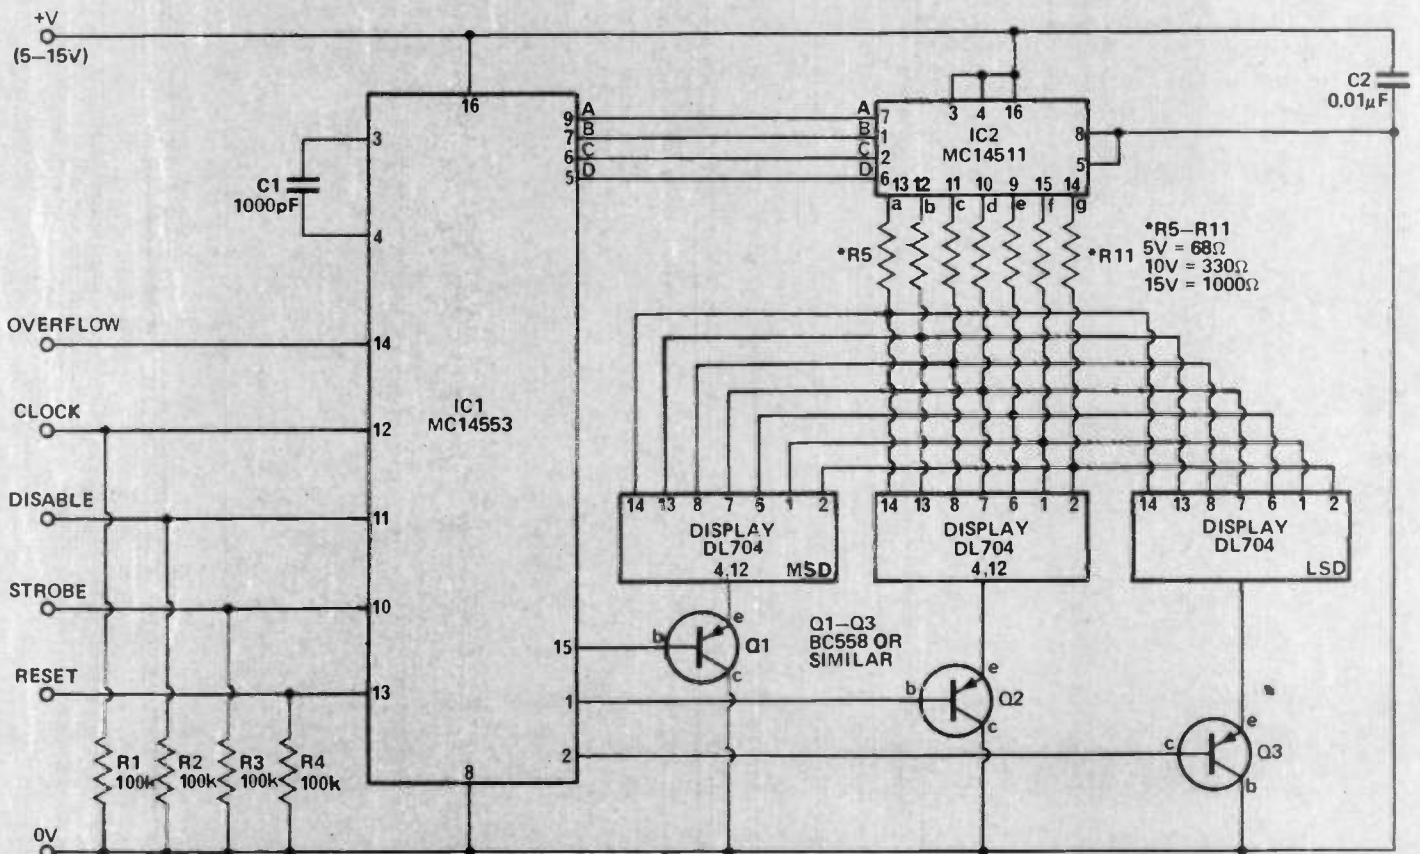 +V
(5–15V)
16
3
4
C1
1000pF
9 A
7 B
6 C
5 D
A 7
B 1
C 2
D 6
3 4 16
IC2
MC14511
8
5
13 12 11 10 9 15 14
a b c d e f g
C2
0.01µF
*R5
*R11
*R5–R11
5V = 68Ω
10V = 330Ω
15V = 1000Ω
OVERFLOW
14
CLOCK
12
IC1
MC14553
DISABLE
11
STROBE
10
RESET
13
14 13 8 7 6 1 2
DISPLAY
DL704
4,12 MSD
14 13 8 7 6 1 2
DISPLAY
DL704
4,12
14 13 8 7 6 1 2
DISPLAY
DL704
LSD
15
b e c
Q1
Q1–Q3
BC558 OR
SIMILAR
1
b e c
Q2
2
c e b
Q3
R1
100k
R2
100k
R3
100k
R4
100k
8
0V